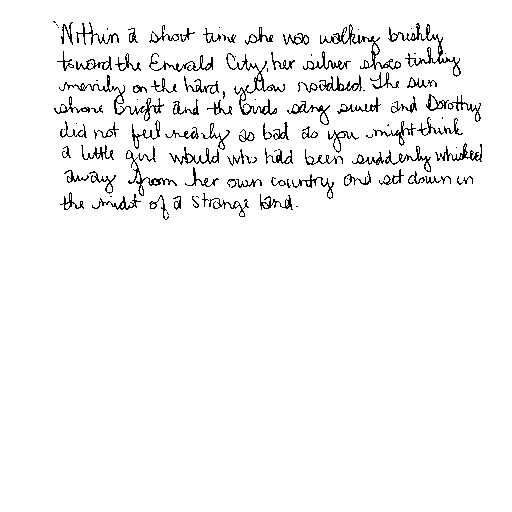 Within a short time she was walking briskly
toward the Emerald City, her silver shoes tinkling
merrily on the hard, yellow roadbed. The sun
shone bright and the birds sang sweet and Dorothy
did not feel nearly as bad as you might think
a little girl would who had been suddenly whisked
away from her own country and set down in
the midst of a strange land.